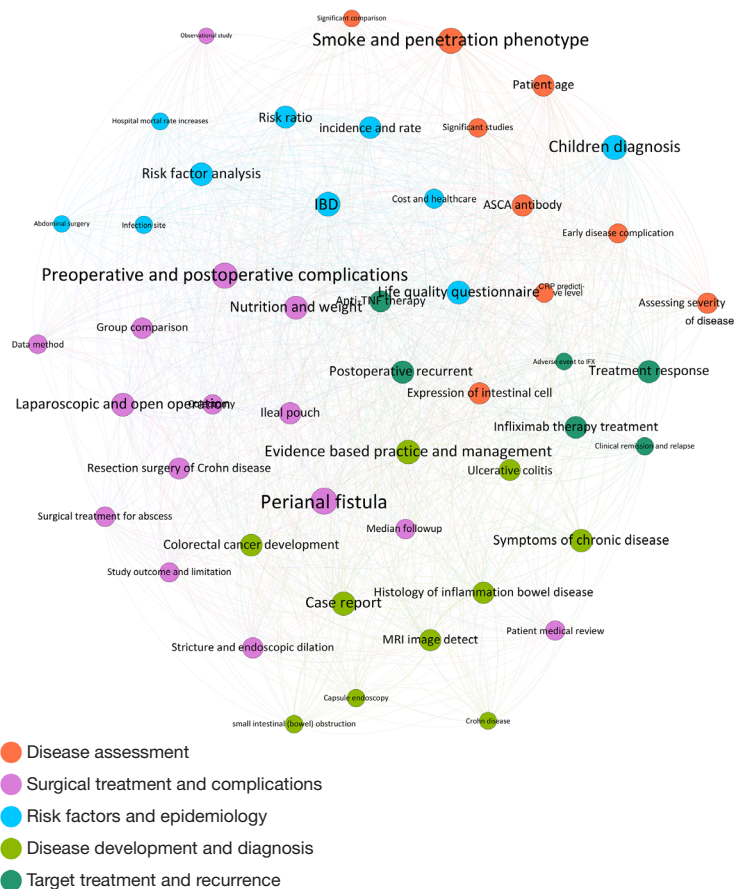 Significant comparison
Observational study
Smoke and penetration phenotype
Patient age
Hospital mortal rate increases
Risk ratio
incidence and rate
Significant studies
Children diagnosis
Risk factor analysis
IBD
Cost and healthcare
ASCA antibody
Abdominal surgery
Infection site
Early disease complication
Preoperative and postoperative complications
Life quality questionnaire
CRP predicti-
ve level
Anti-TNF therapy
Nutrition and weight
Assessing severity
of disease
Group comparison
Data method
Postoperative recurrent
Adverse event to IFX
Treatment response
Expression of intestinal cell
Laparoscopic and open operation
Ileal pouch
Infliximab therapy treatment
Clinical remission and relapse
Evidence based practice and management
Resection surgery of Crohn disease
Ulcerative colitis
Perianal fistula
Surgical treatment for abscess
Median followup
Colorectal cancer development
Symptoms of chronic disease
Study outcome and limitation
Histology of inflammation bowel disease
Case report
Patient medical review
MRI image detect
Stricture and endoscopic dilation
Capsule endoscopy
small intestinal (bowel) obstruction
Crohn disease
Disease assessment
Surgical treatment and complications
Risk factors and epidemiology
Disease development and diagnosis
Target treatment and recurrence